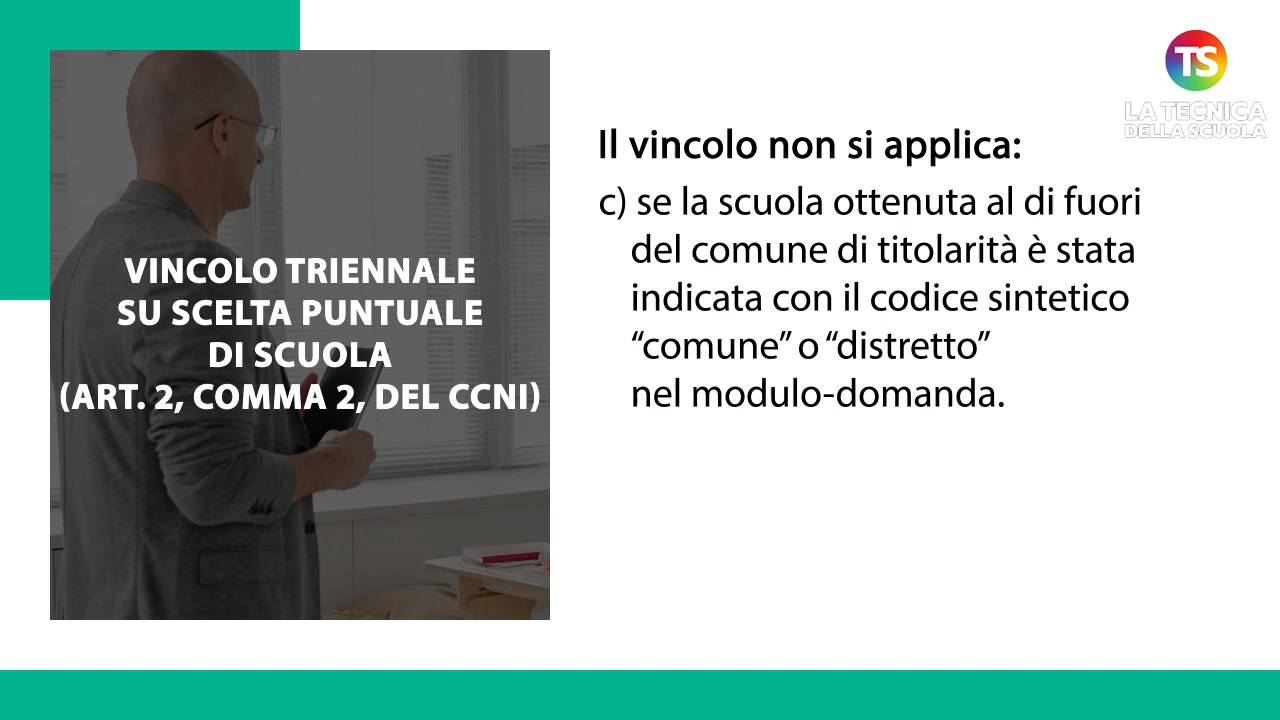 TS
LA TECNICA
DELLA SCUOLA
VINCOLO TRIENNALE
SU SCELTA PUNTUALE
DI SCUOLA
(ART. 2, COMMA 2, DEL CCNI)
Il vincolo non si applica:
c) se la scuola ottenuta al di fuori
del comune di titolarità è stata
indicata con il codice sintetico
“comune” o “distretto”
nel modulo-domanda.